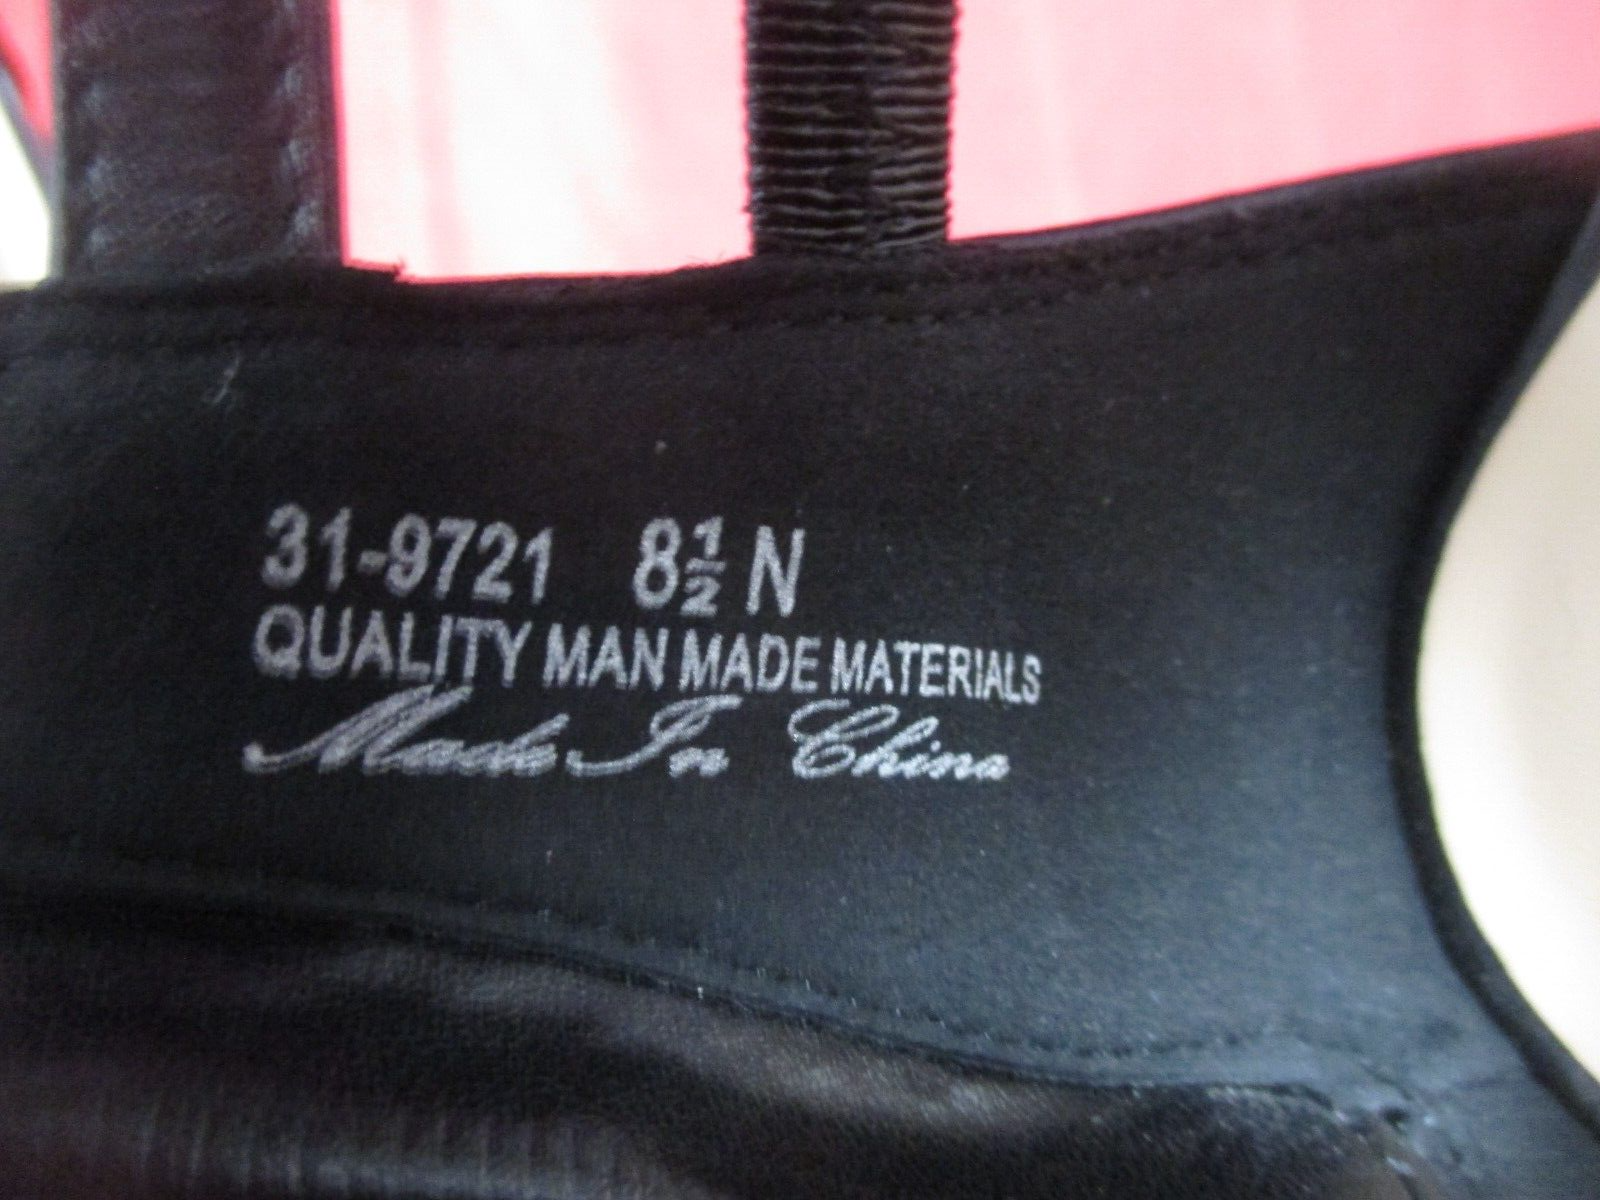 31-9721 8½ N
QUALITY MAN MADE MATERIALS
Made In China